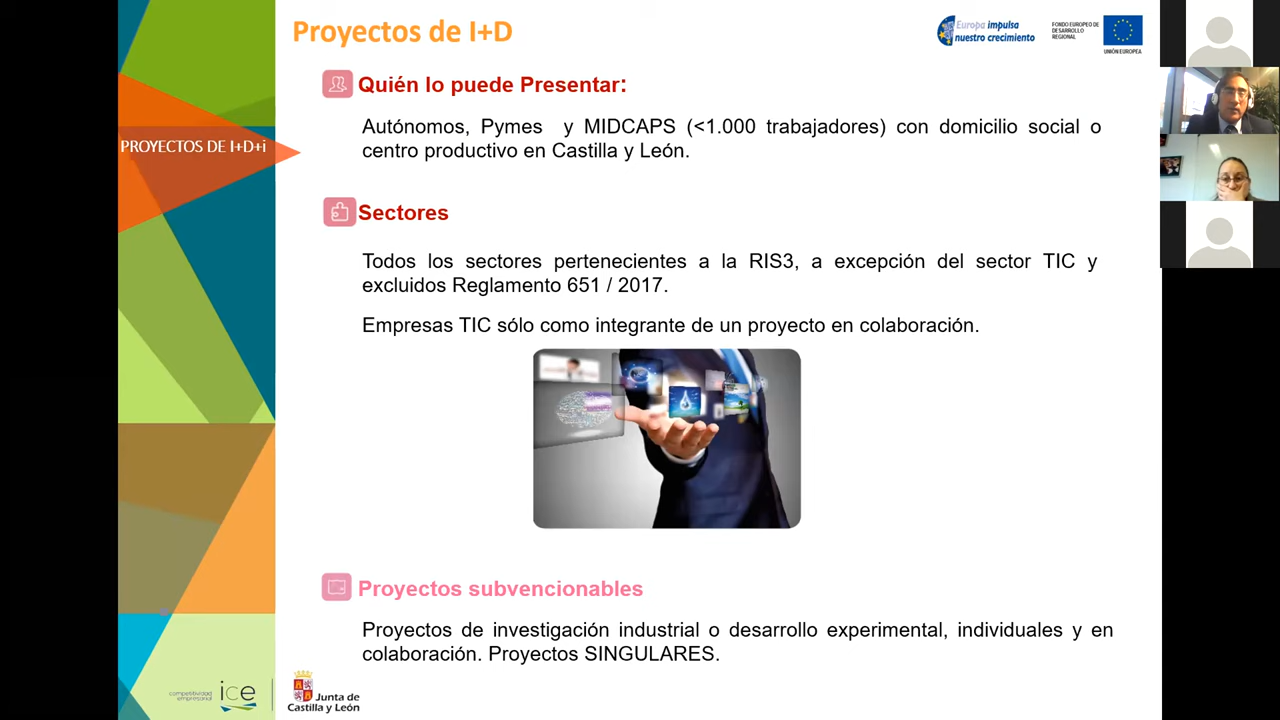 Proyectos de I+D
Europa impulsa
nuestro crecimiento
FONDO EUROPEO DE
DESARROLLO
REGIONAL
UNIÓN EUROPEA
PROYECTOS DE I+D+i
Quién lo puede Presentar:
Autónomos, Pymes y MIDCAPS (<1.000 trabajadores) con domicilio social o
centro productivo en Castilla y León.
Sectores
Todos los sectores pertenecientes a la RIS3, a excepción del sector TIC y
excluidos Reglamento 651 / 2017.
Empresas TIC sólo como integrante de un proyecto en colaboración.
Proyectos subvencionables
Proyectos de investigación industrial o desarrollo experimental, individuales y en
colaboración. Proyectos SINGULARES.
competitividad
empresarial
ice
Junta de
Castilla y León